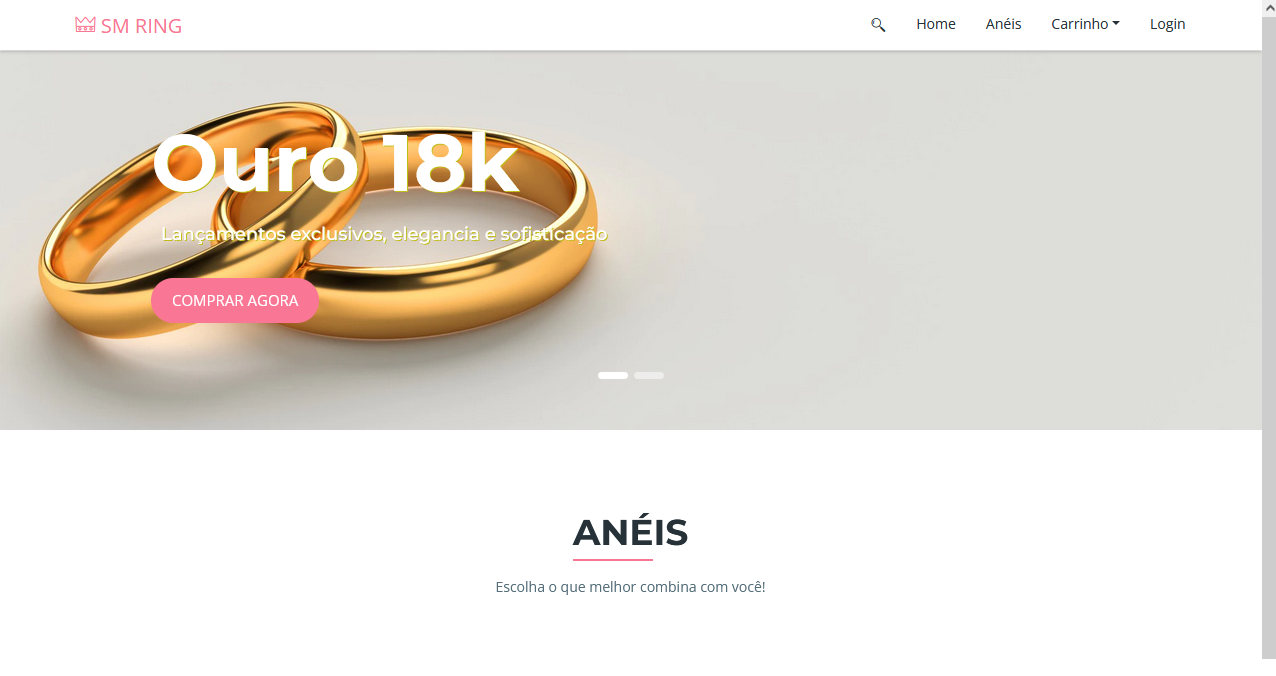 SM RING
Home Anéis Carrinho Login
Ouro 18k
Lançamentos exclusivos, elegancia e sofisticação
COMPRAR AGORA
ANÉIS
Escolha o que melhor combina com você!